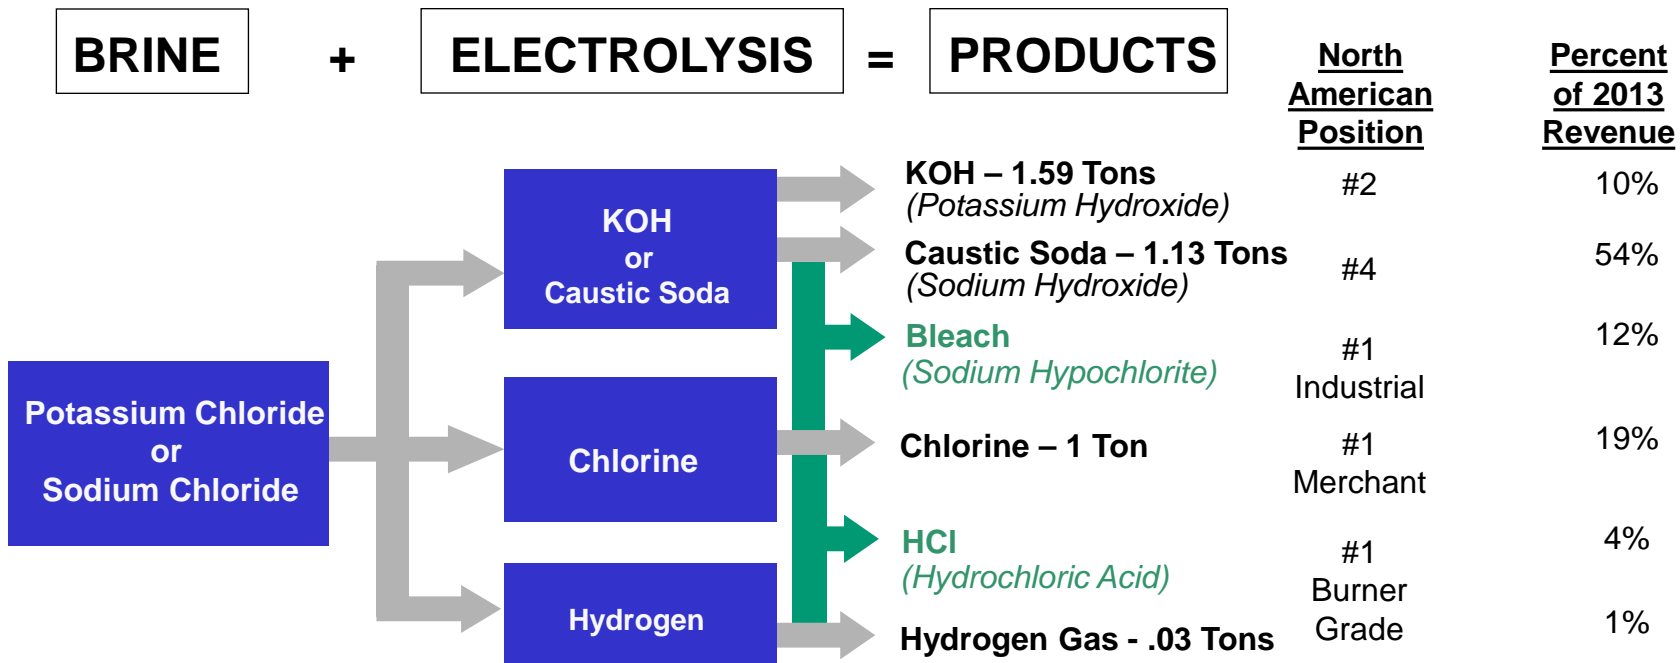 BRINE + ELECTROLYSIS = PRODUCTS
North
American
Position
Percent
of 2013
Revenue
Potassium Chloride
or
Sodium Chloride
KOH
or
Caustic Soda
Chlorine
Hydrogen
KOH – 1.59 Tons
(Potassium Hydroxide)
#2
10%
Caustic Soda – 1.13 Tons
(Sodium Hydroxide)
#4
54%
Bleach
(Sodium Hypochlorite)
#1
Industrial
12%
Chlorine – 1 Ton
#1
Merchant
19%
HCl
(Hydrochloric Acid)
#1
Burner
Grade
4%
Hydrogen Gas - .03 Tons
1%